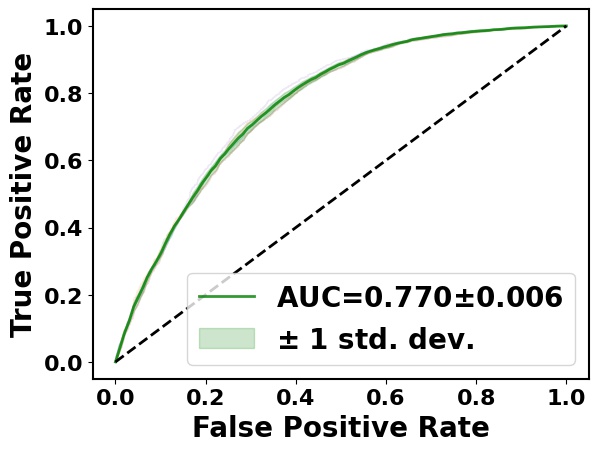 1.0
0.8
0.6
0.4
0.2
0.0
True Positive Rate
AUC=0.770±0.006
± 1 std. dev.
0.0 0.2 0.4 0.6 0.8 1.0
False Positive Rate